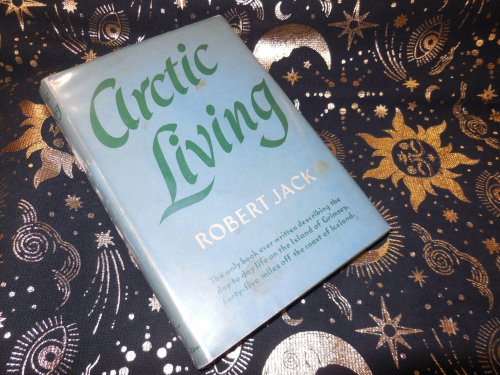 Arctic
Living
ROBERT JACK
The only book ever written describing the
day to day life on the Island of Grimsey,
forty-five miles off the coast of Iceland.